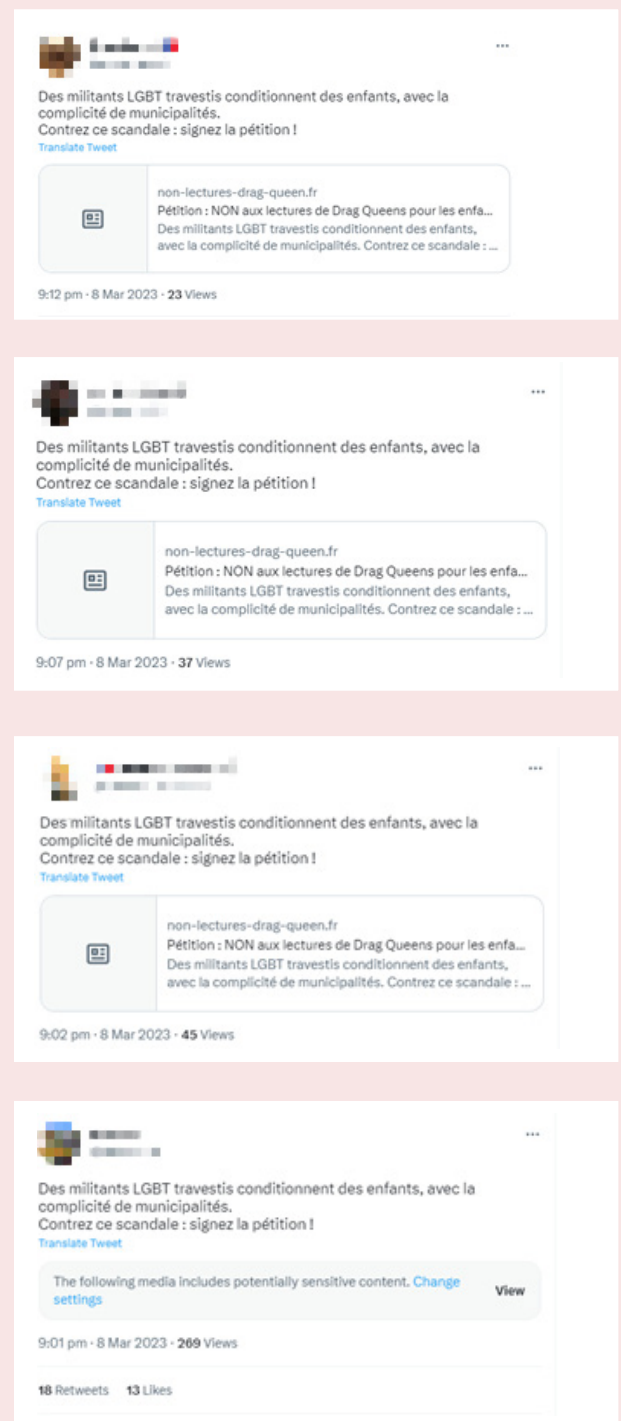 Des militants LGBT travestis conditionnent des enfants, avec la
complicité de municipalités.
Contrez ce scandale : signez la pétition !
Translate Tweet
non-lectures-drag-queen.fr
Pétition : NON aux lectures de Drag Queens pour les enfa...
Des militants LGBT travestis conditionnent des enfants,
avec la complicité de municipalités. Contrez ce scandale : ...
9:12 pm · 8 Mar 2023 · 23 Views
Des militants LGBT travestis conditionnent des enfants, avec la
complicité de municipalités.
Contrez ce scandale : signez la pétition !
Translate Tweet
non-lectures-drag-queen.fr
Pétition : NON aux lectures de Drag Queens pour les enfa...
Des militants LGBT travestis conditionnent des enfants,
avec la complicité de municipalités. Contrez ce scandale : ...
9:07 pm · 8 Mar 2023 · 37 Views
Des militants LGBT travestis conditionnent des enfants, avec la
complicité de municipalités.
Contrez ce scandale : signez la pétition !
Translate Tweet
non-lectures-drag-queen.fr
Pétition : NON aux lectures de Drag Queens pour les enfa...
Des militants LGBT travestis conditionnent des enfants,
avec la complicité de municipalités. Contrez ce scandale : ...
9:02 pm · 8 Mar 2023 · 45 Views
Des militants LGBT travestis conditionnent des enfants, avec la
complicité de municipalités.
Contrez ce scandale : signez la pétition !
Translate Tweet
The following media includes potentially sensitive content. Change
settings
View
9:01 pm · 8 Mar 2023 · 269 Views
18 Retweets 13 Likes